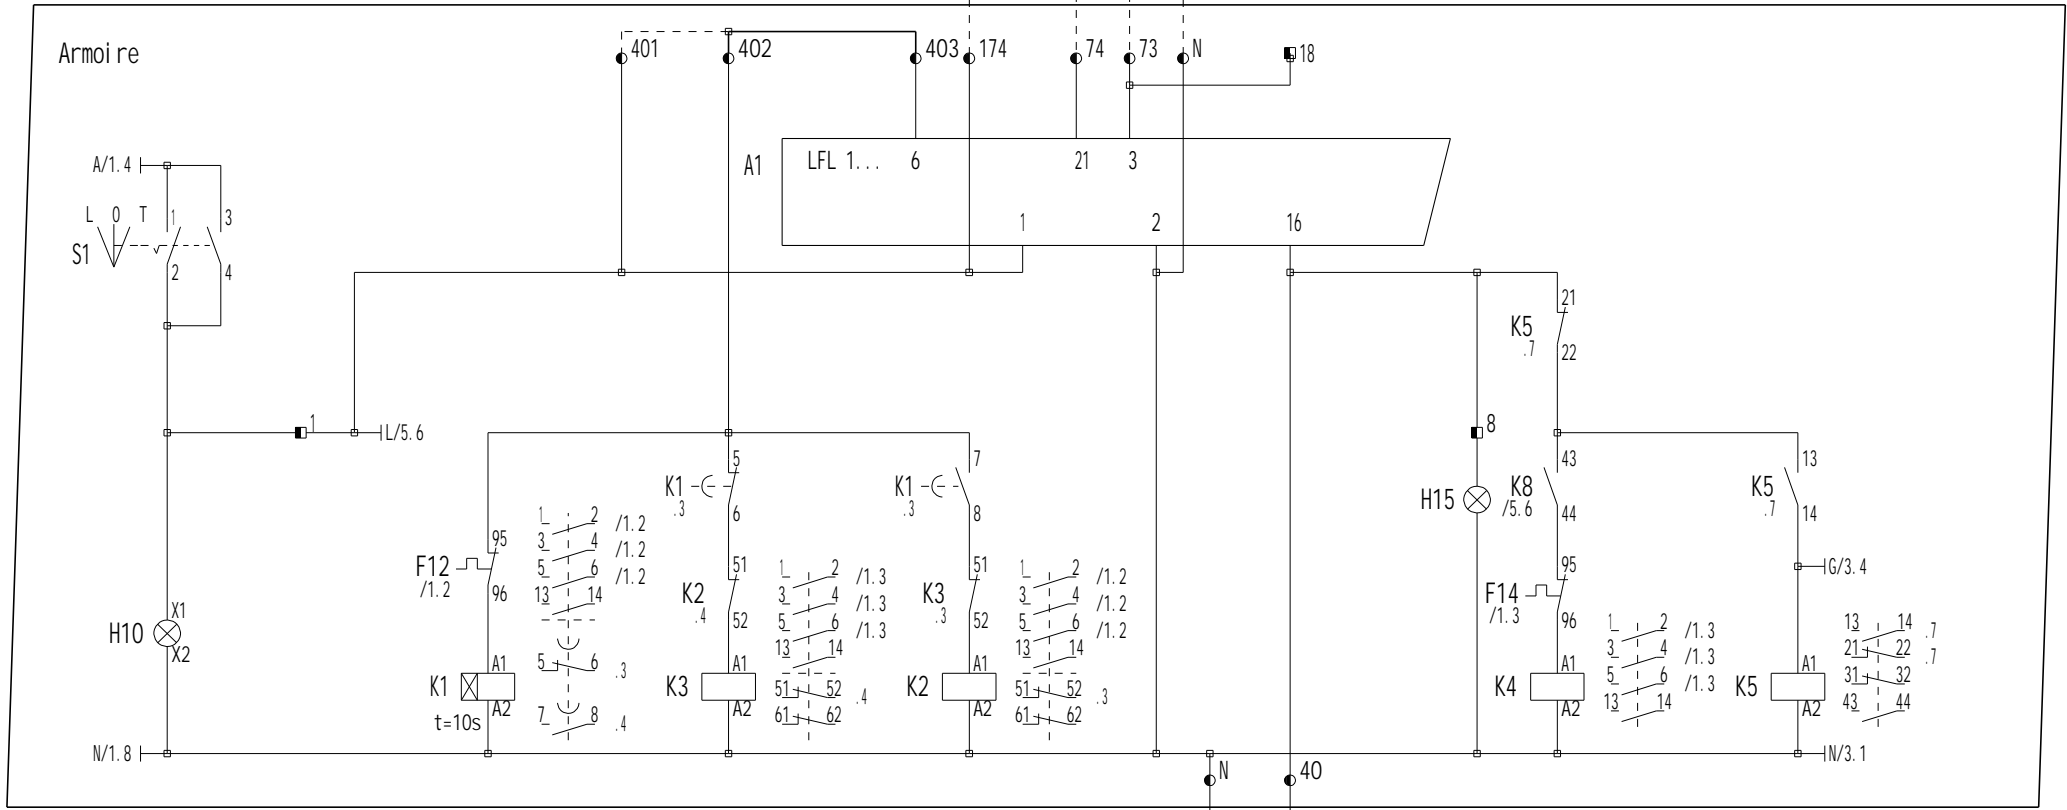 Armoire
401 402 403 174 74 73 N 18
A1 LFL 1... 6 21 3
1 2 16
A/1.4
L 0 T 1 3
S1
2 4
21
K5
.7 22
1 L/5.6
8
5 7 43 13
K1 K1 H15 K8 K5
.3 .3 /5.6 .7
6 8 44 14
95
F12
/1.2
96
1 2 /1.2
3 4 /1.2
5 6 /1.2
13 14
5 6 .3
7 8 .4
51
K2
.4
52
1 2 /1.3
3 4 /1.3
5 6 /1.3
13 14
51 52 .4
61 62
51
K3
.3
52
1 2 /1.2
3 4 /1.2
5 6 /1.2
13 14
51 52 .3
61 62
95
F14
/1.3
96
1 2 /1.3
3 4 /1.3
5 6 /1.3
13 14
G/3.4
13 14 .7
21 22 .7
31 32
43 44
X1
H10
X2
A1 A1 A1 A1 A1
K1 K3 K2 K4 K5
A2 A2 A2 A2 A2
t=10s
N/1.8 N/3.1
N 40